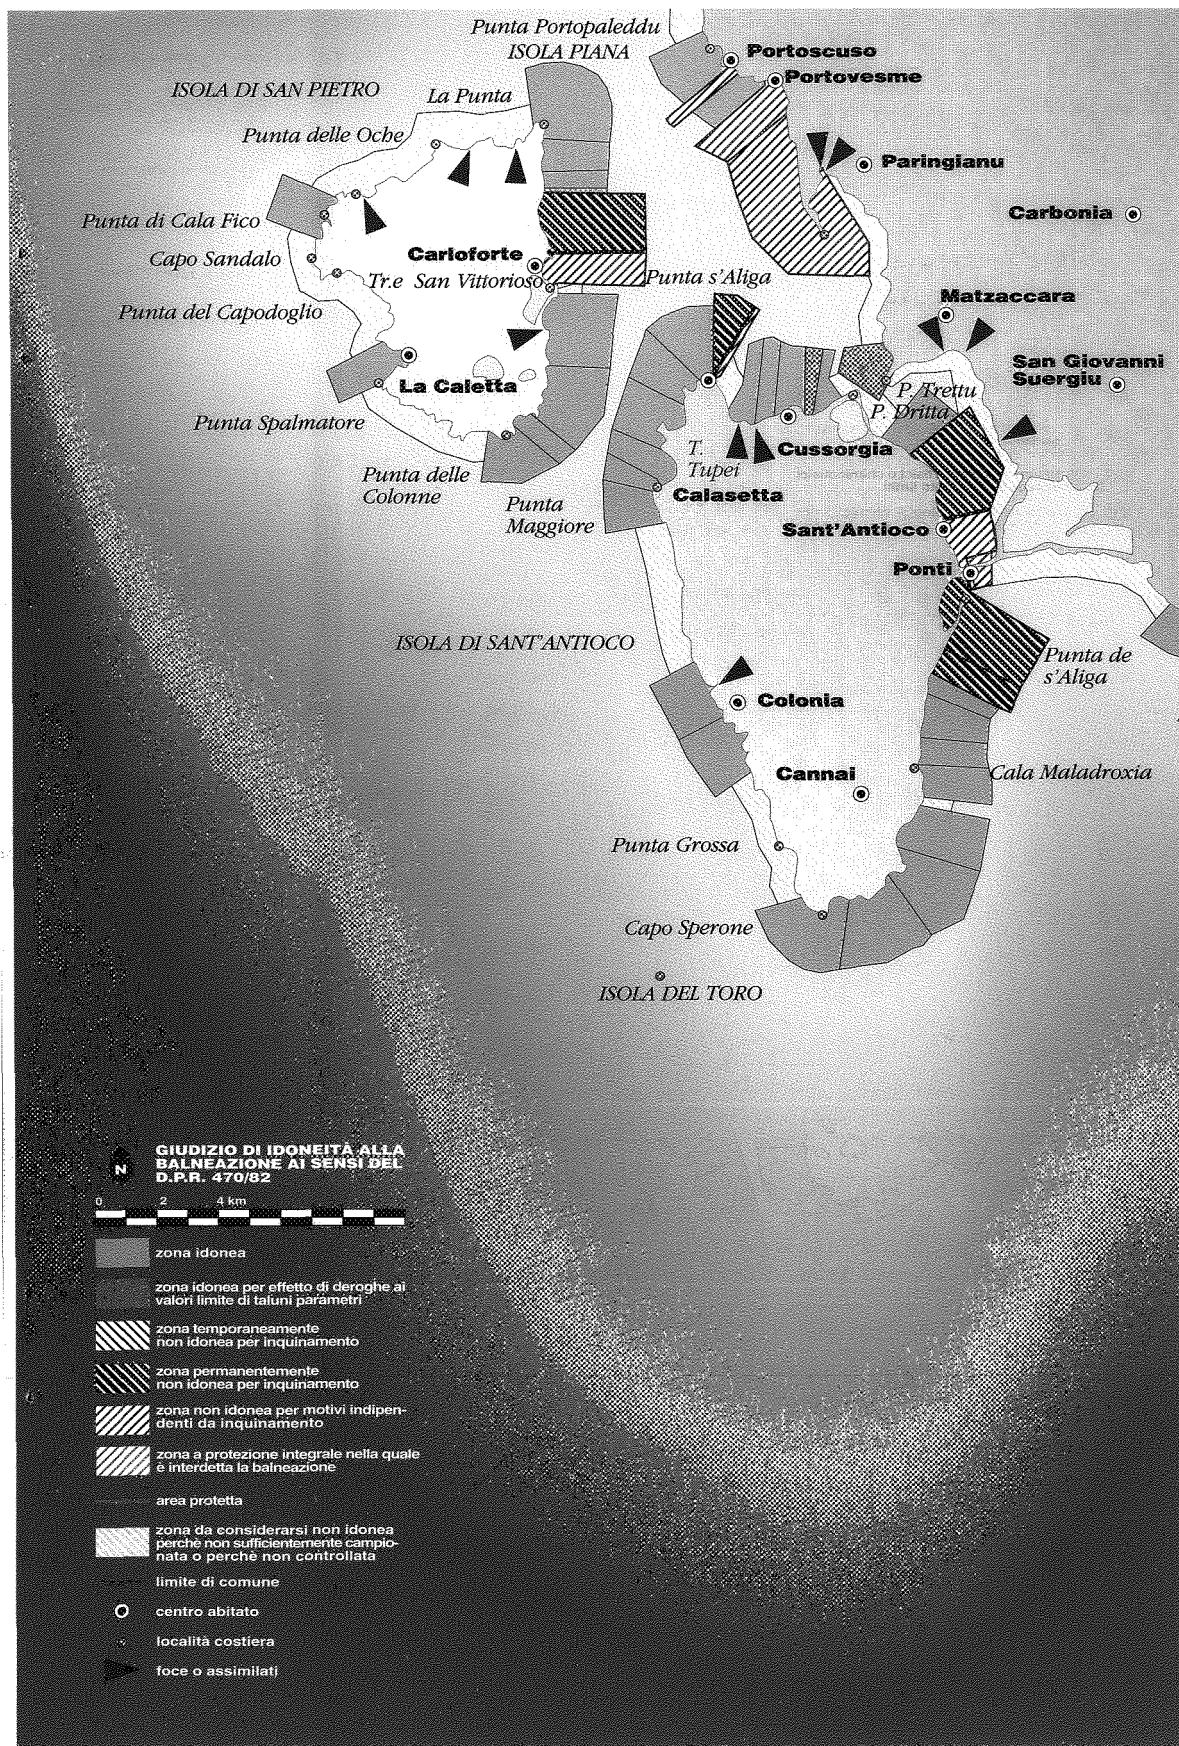 Punta Portopaleddu
ISOLA PIANA
Portoscuso
Portovesme
ISOLA DI SAN PIETRO
La Punta
Punta delle Oche
Paringianu
Punta di Cala Fico
Carbonia
Capo Sandalo
Carloforte
Tr.e San Vittorioso
Punta s'Aliga
Punta del Capodoglio
Matzaccara
San Giovanni
Suergiu
La Caletta
P. Trettu
P. Dritta
Punta Spalmatore
Cussorgia
T.
Tupei
Punta delle
Colonne
Calasetta
Punta
Maggiore
Sant'Antioco
Ponti
ISOLA DI SANT'ANTIOCO
Punta de
s'Aliga
Colonia
Cannai
Cala Maladroxia
Punta Grossa
Capo Sperone
ISOLA DEL TORO
GIUDIZIO DI IDONEITÀ ALLA
BALNEAZIONE AI SENSI DEL
D.P.R. 470/82
N
0 2 4 km
zona idonea
zona idonea per effetto di deroghe ai
valori limite di taluni parametri
zona temporaneamente
non idonea per inquinamento
zona permanentemente
non idonea per inquinamento
zona non idonea per motivi indipen-
denti da inquinamento
zona a protezione integrale nella quale
è interdetta la balneazione
area protetta
zona da considerarsi non idonea
perchè non sufficientemente campio-
nata o perchè non controllata
limite di comune
centro abitato
località costiera
foce o assimilati